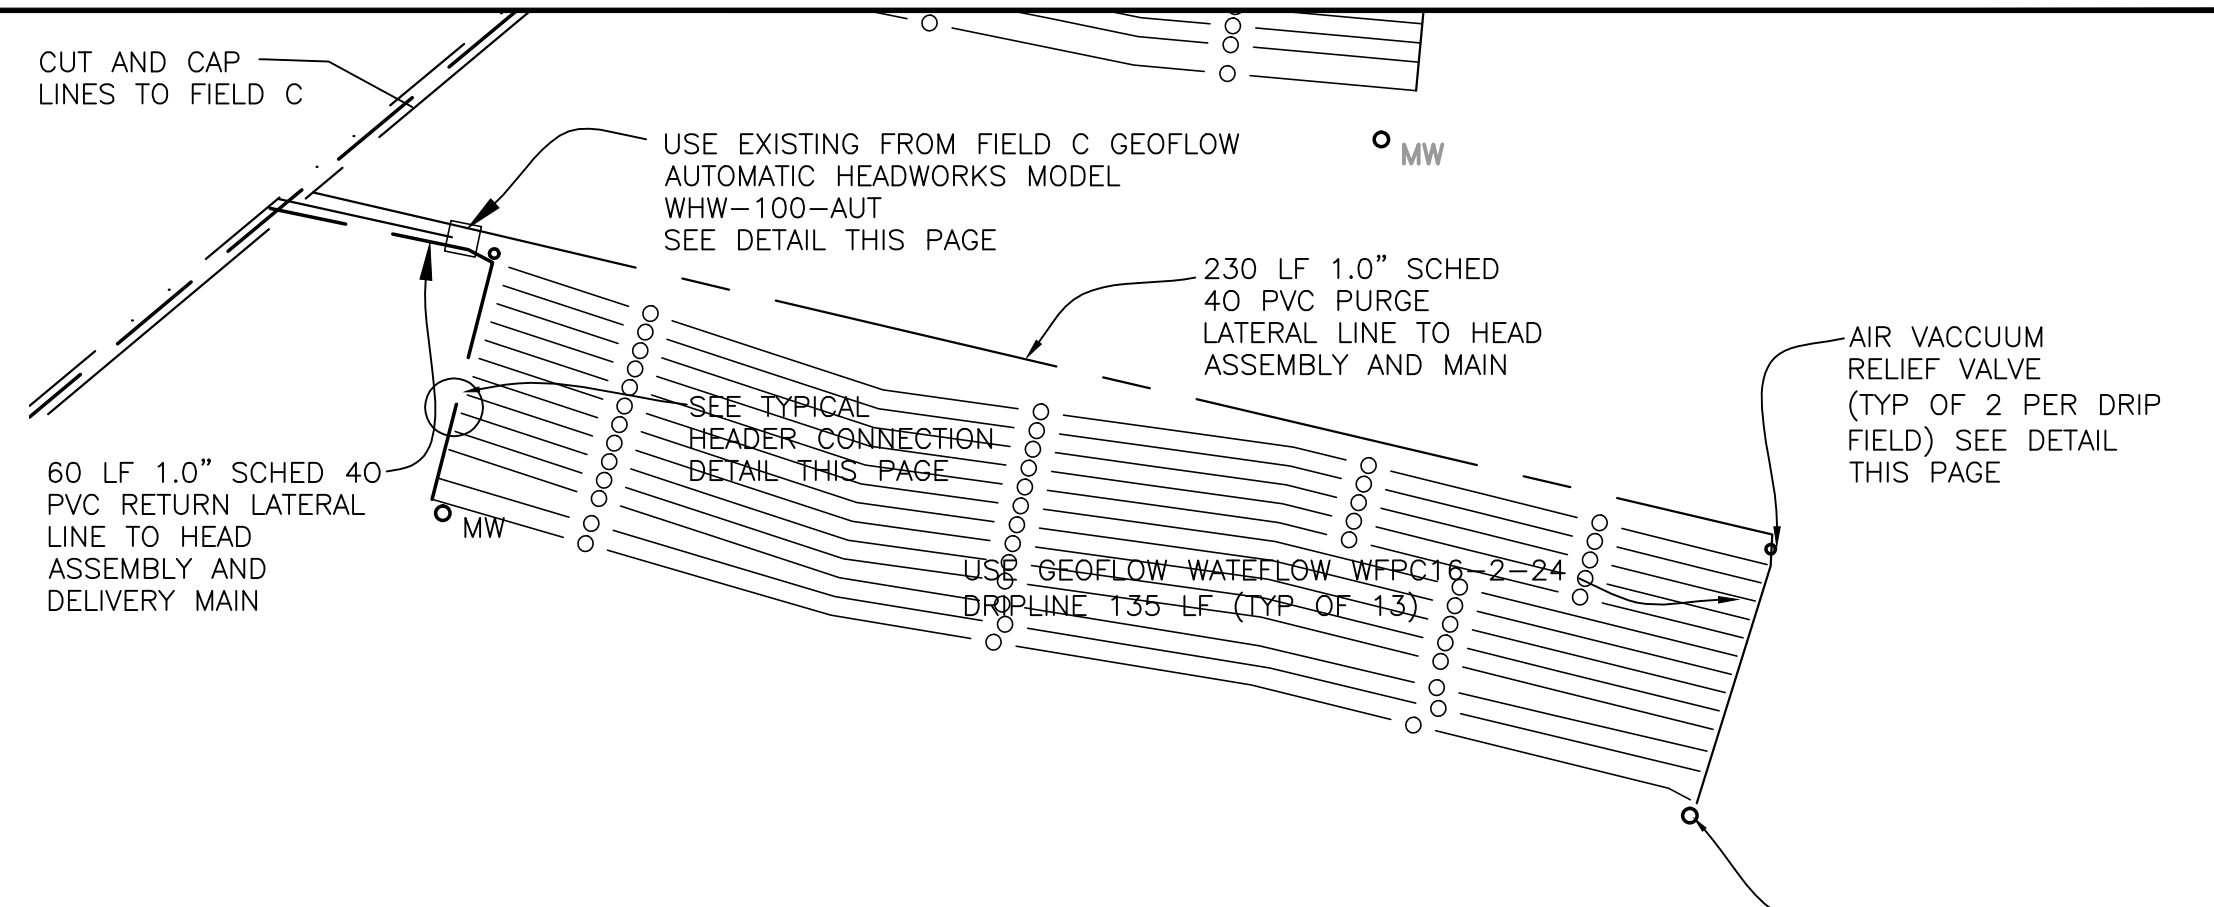 CUT AND CAP
LINES TO FIELD C
USE EXISTING FROM FIELD C GEOFLOW
AUTOMATIC HEADWORKS MODEL
WHW-100-AUT
SEE DETAIL THIS PAGE
MW
230 LF 1.0" SCHED
40 PVC PURGE
LATERAL LINE TO HEAD
ASSEMBLY AND MAIN
AIR VACCUUM
RELIEF VALVE
(TYP OF 2 PER DRIP
FIELD) SEE DETAIL
THIS PAGE
SEE TYPICAL
HEADER CONNECTION
DETAIL THIS PAGE
60 LF 1.0" SCHED 40
PVC RETURN LATERAL
LINE TO HEAD
ASSEMBLY AND
DELIVERY MAIN
MW
USE GEOFLOW WATEFLOW WFPC16-2-24
DRIPLINE 135 LF (TYP OF 13)